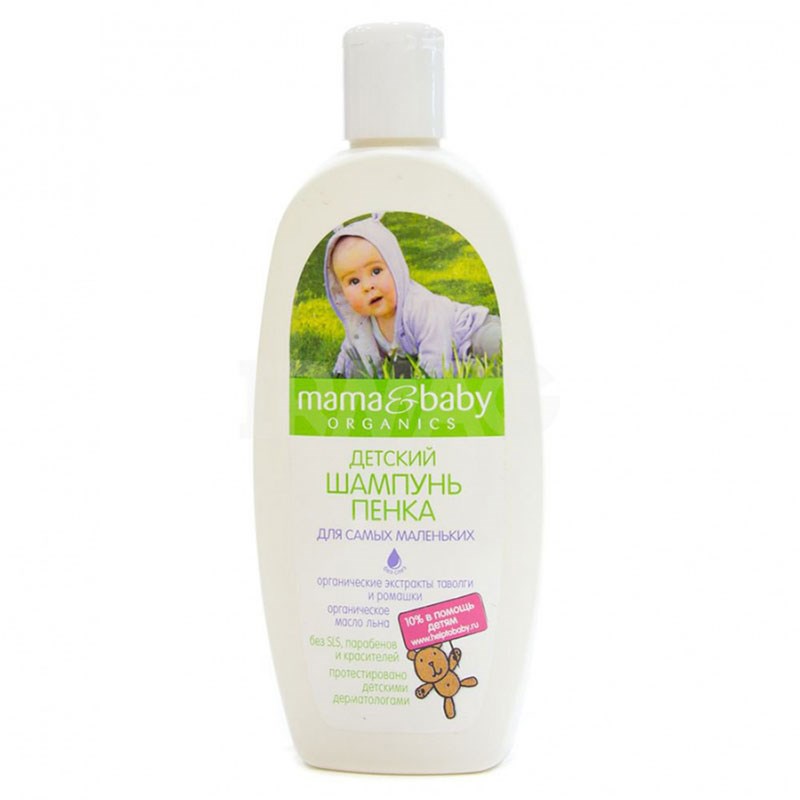 mama&baby
ORGANICS
ДЕТСКИЙ
ШАМПУНЬ
ПЕНКА
ДЛЯ САМЫХ МАЛЕНЬКИХ
органические экстракты таволги
и ромашки
органическое
масло льна
10% в помощь
детям
www.helptobaby.ru
без SLS, парабенов
и красителей
протестировано
детскими
дерматологами